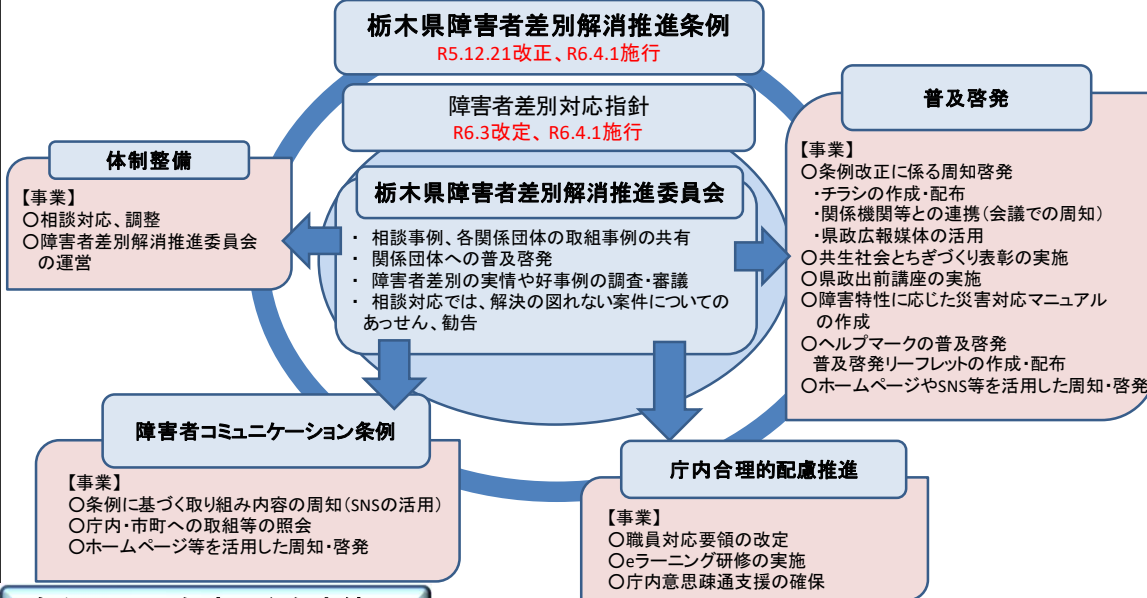 栃木県障害者差別解消推進条例
R5.12.21改正、R6.4.1施行
障害者差別対応指針
R6.3改定、R6.4.1施行
栃木県障害者差別解消推進委員会
・ 相談事例、各関係団体の取組事例の共有
・ 関係団体への普及啓発
・ 障害者差別の実情や好事例の調査・審議
・ 相談対応では、解決の図れない案件についての
あっせん、勧告
体制整備
【事業】
〇相談対応、調整
〇障害者差別解消推進委員会
の運営
普及啓発
【事業】
〇条例改正に係る周知啓発
・チラシの作成・配布
・関係機関等との連携(会議での周知)
・県政広報媒体の活用
〇共生社会とちぎづくり表彰の実施
〇県政出前講座の実施
〇障害特性に応じた災害対応マニュアル
の作成
〇ヘルプマークの普及啓発
普及啓発リーフレットの作成・配布
〇ホームページやSNS等を活用した周知・啓発
障害者コミュニケーション条例
【事業】
〇条例に基づく取り組み内容の周知(SNSの活用)
〇庁内・市町への取組等の照会
〇ホームページ等を活用した周知・啓発
庁内合理的配慮推進
【事業】
〇職員対応要領の改定
〇eラーニング研修の実施
〇庁内意思疎通支援の確保